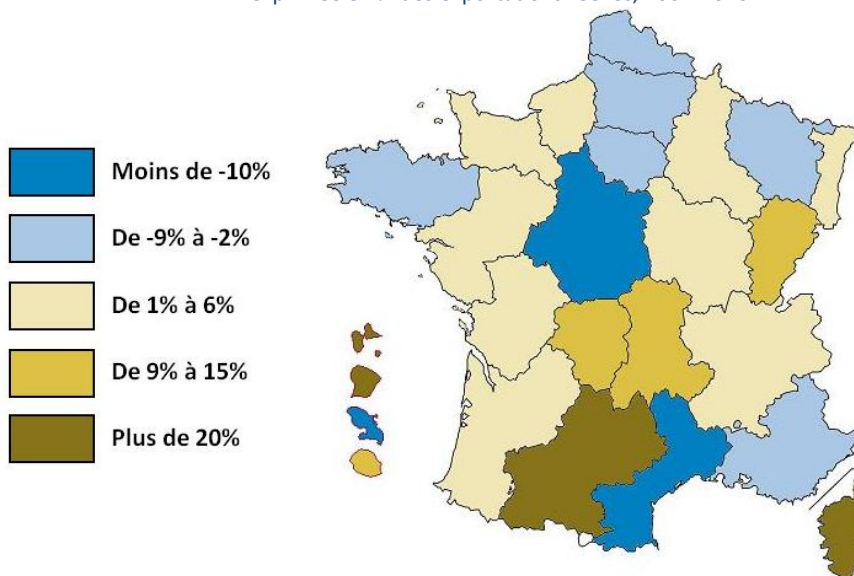 Moins de -10%
De -9% à -2%
De 1% à 6%
De 9% à 15%
Plus de 20%